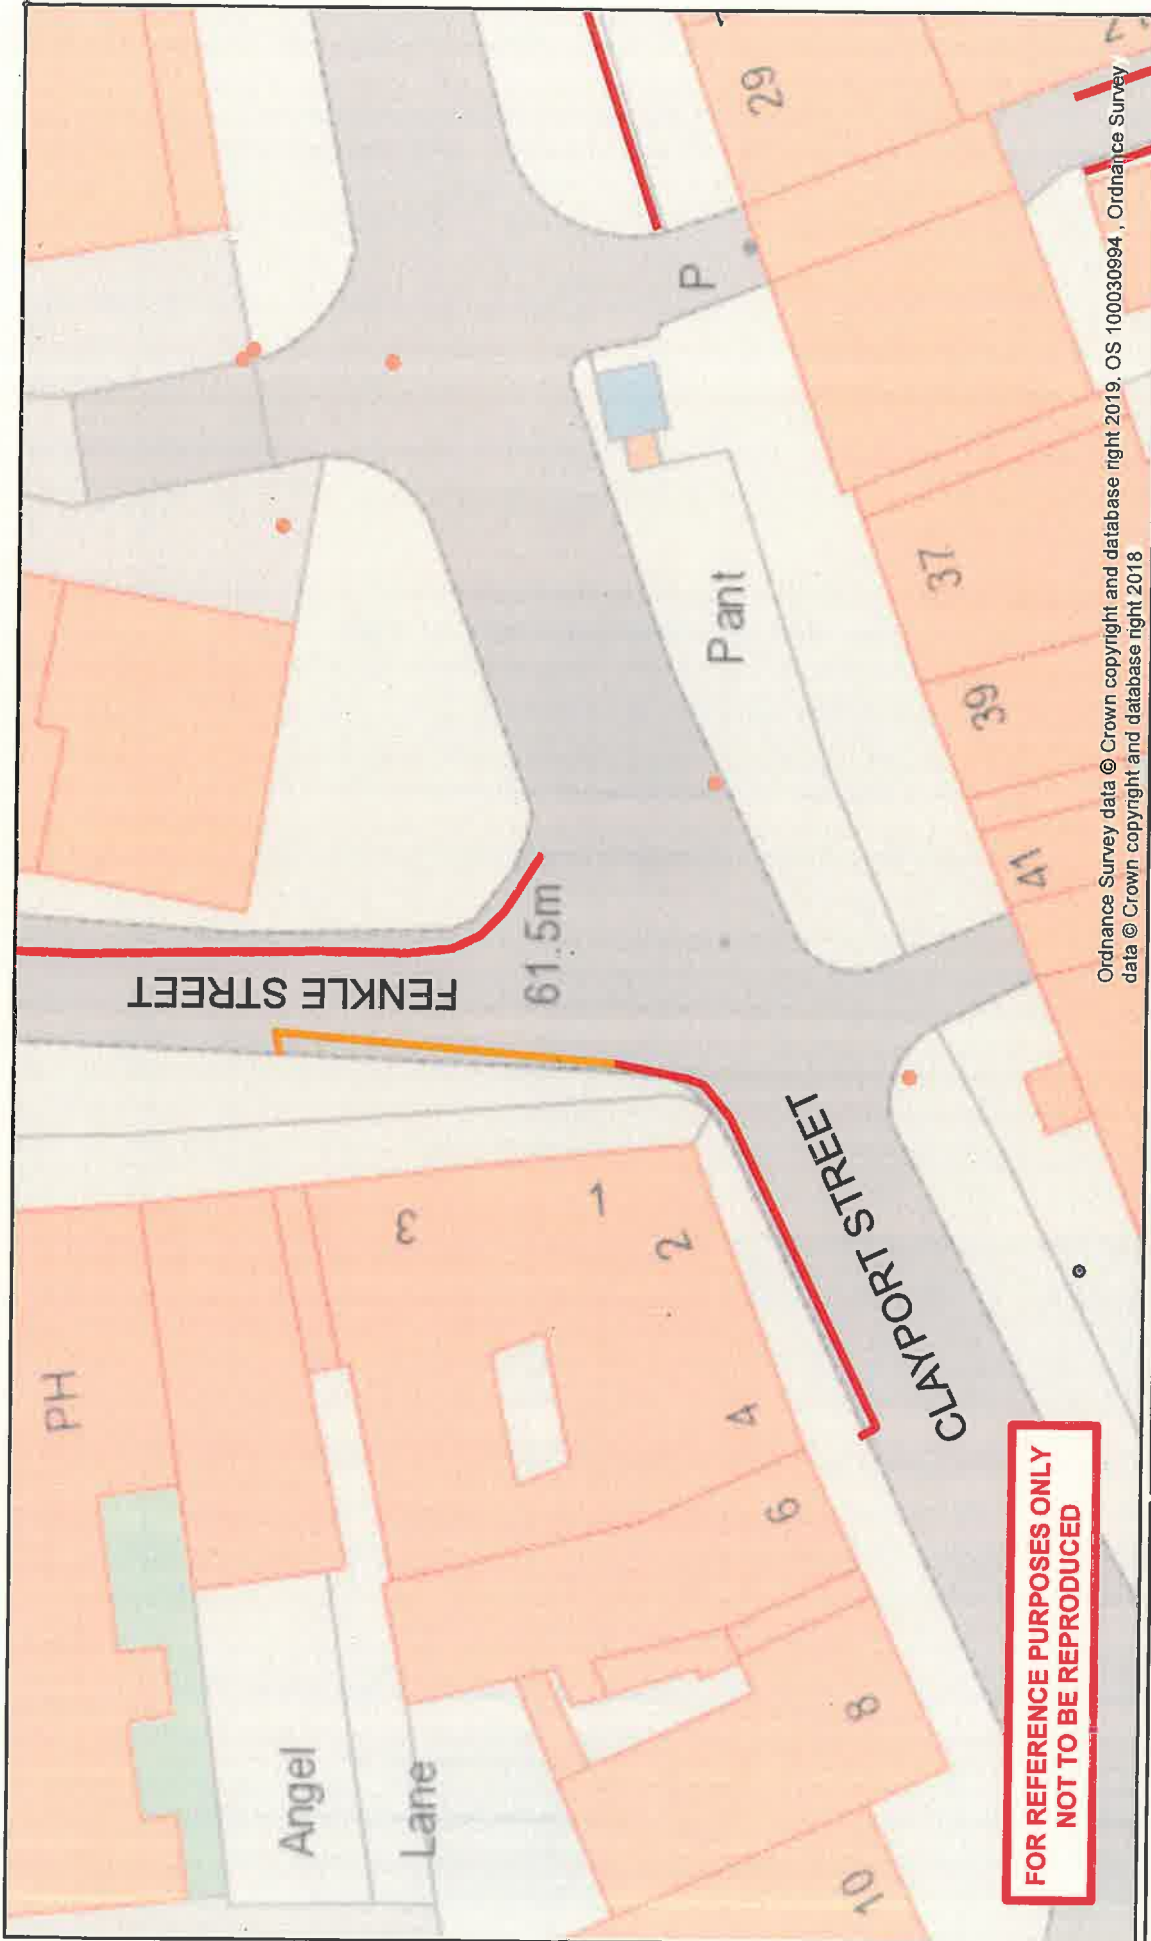 PH
Angel
Lane
FENKLE STREET
61.5m
3
1
2
4
6
8
10
CLAYPORT STREET
P
Pant
29
37
39
41
FOR REFERENCE PURPOSES ONLY
NOT TO BE REPRODUCED
Ordnance Survey data © Crown copyright and database right 2019. OS 100030994 , Ordnance Survey
data © Crown copyright and database right 2018